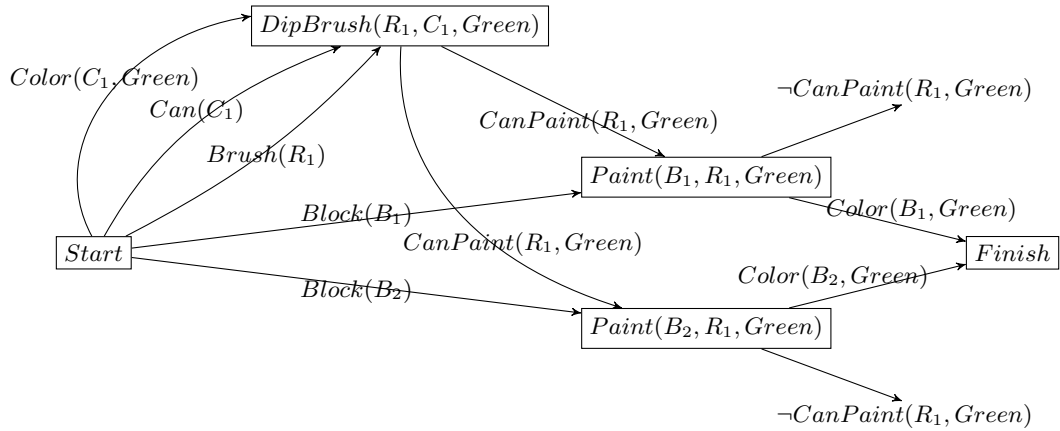 DipBrush(R₁, C₁, Green)
Color(C₁, Green)
Can(C₁)
¬CanPaint(R₁, Green)
CanPaint(R₁, Green)
Brush(R₁)
Paint(B₁, R₁, Green)
Block(B₁)
Color(B₁, Green)
CanPaint(R₁, Green)
Start
Finish
Color(B₂, Green)
Block(B₂)
Paint(B₂, R₁, Green)
¬CanPaint(R₁, Green)